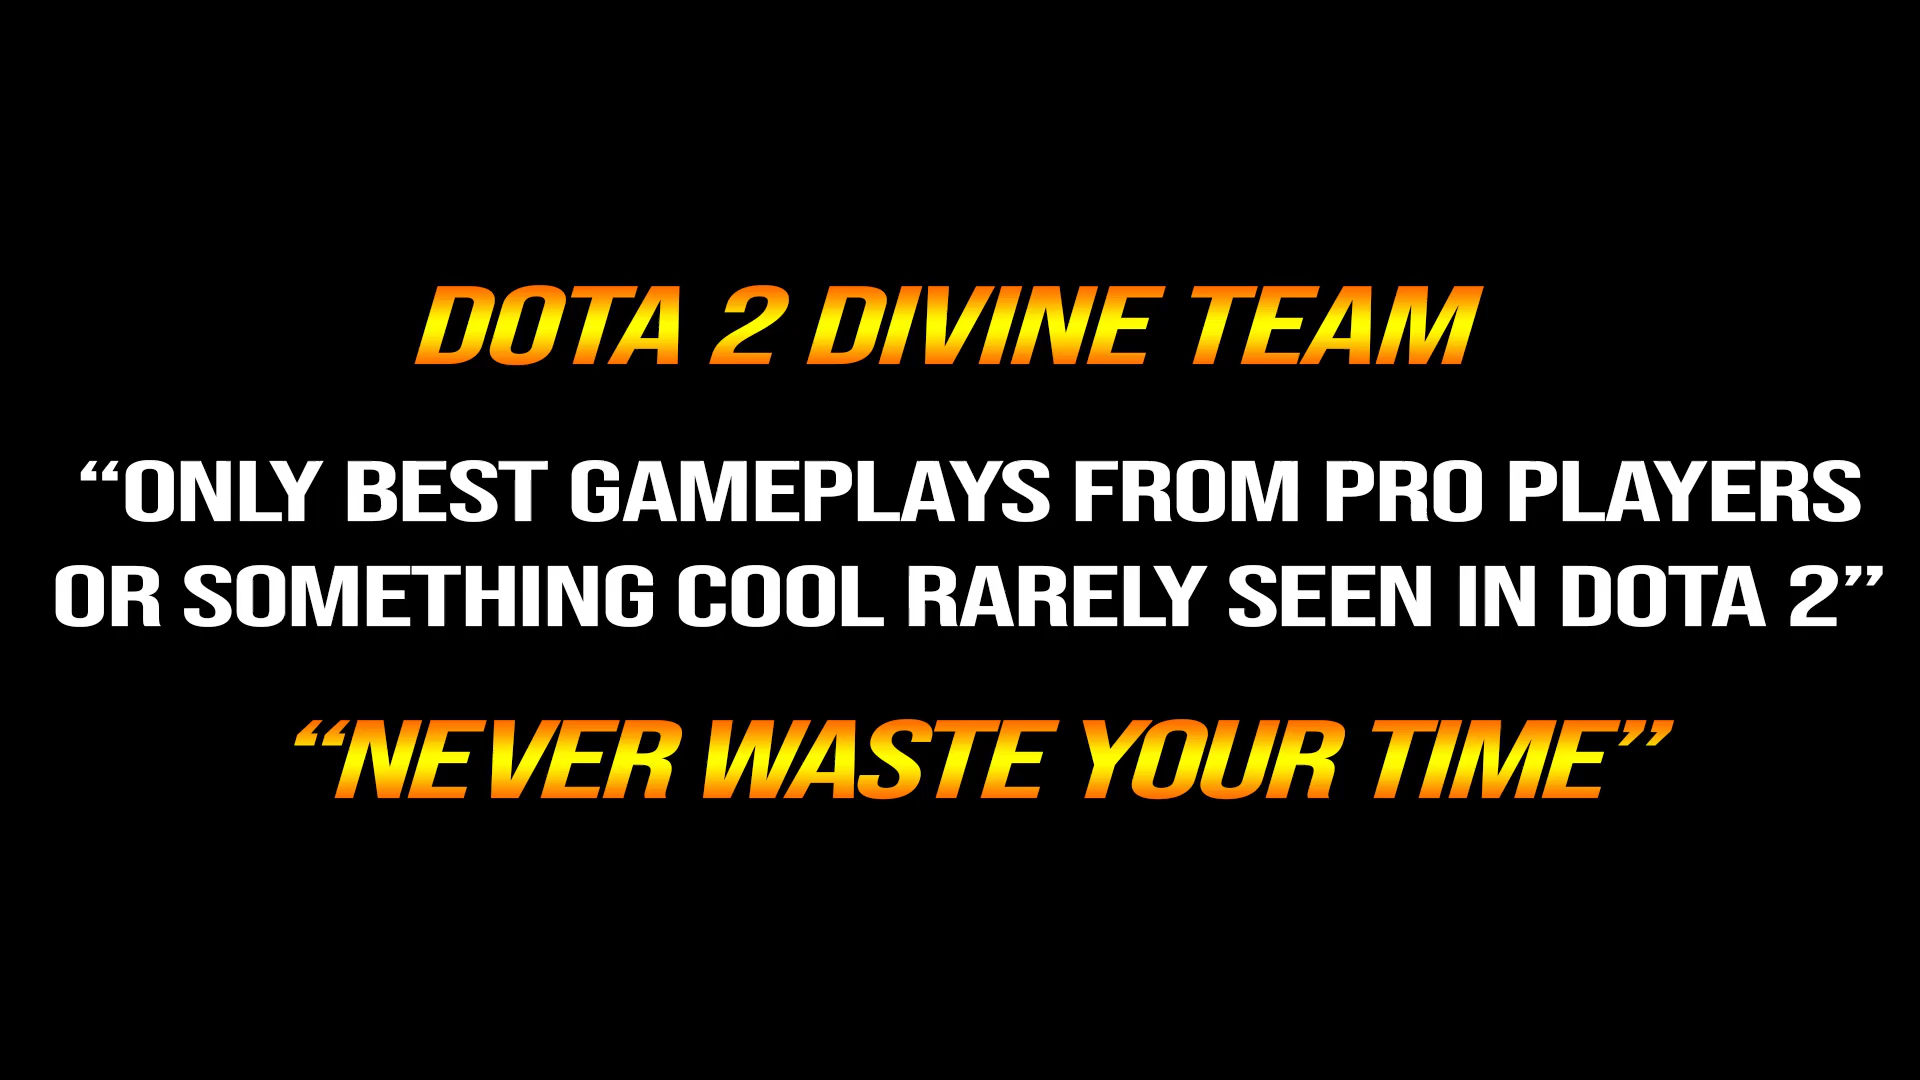 DOTA 2 DIVINE TEAM
“ONLY BEST GAMEPLAYS FROM PRO PLAYERS
OR SOMETHING COOL RARELY SEEN IN DOTA 2”
“NEVER WASTE YOUR TIME”